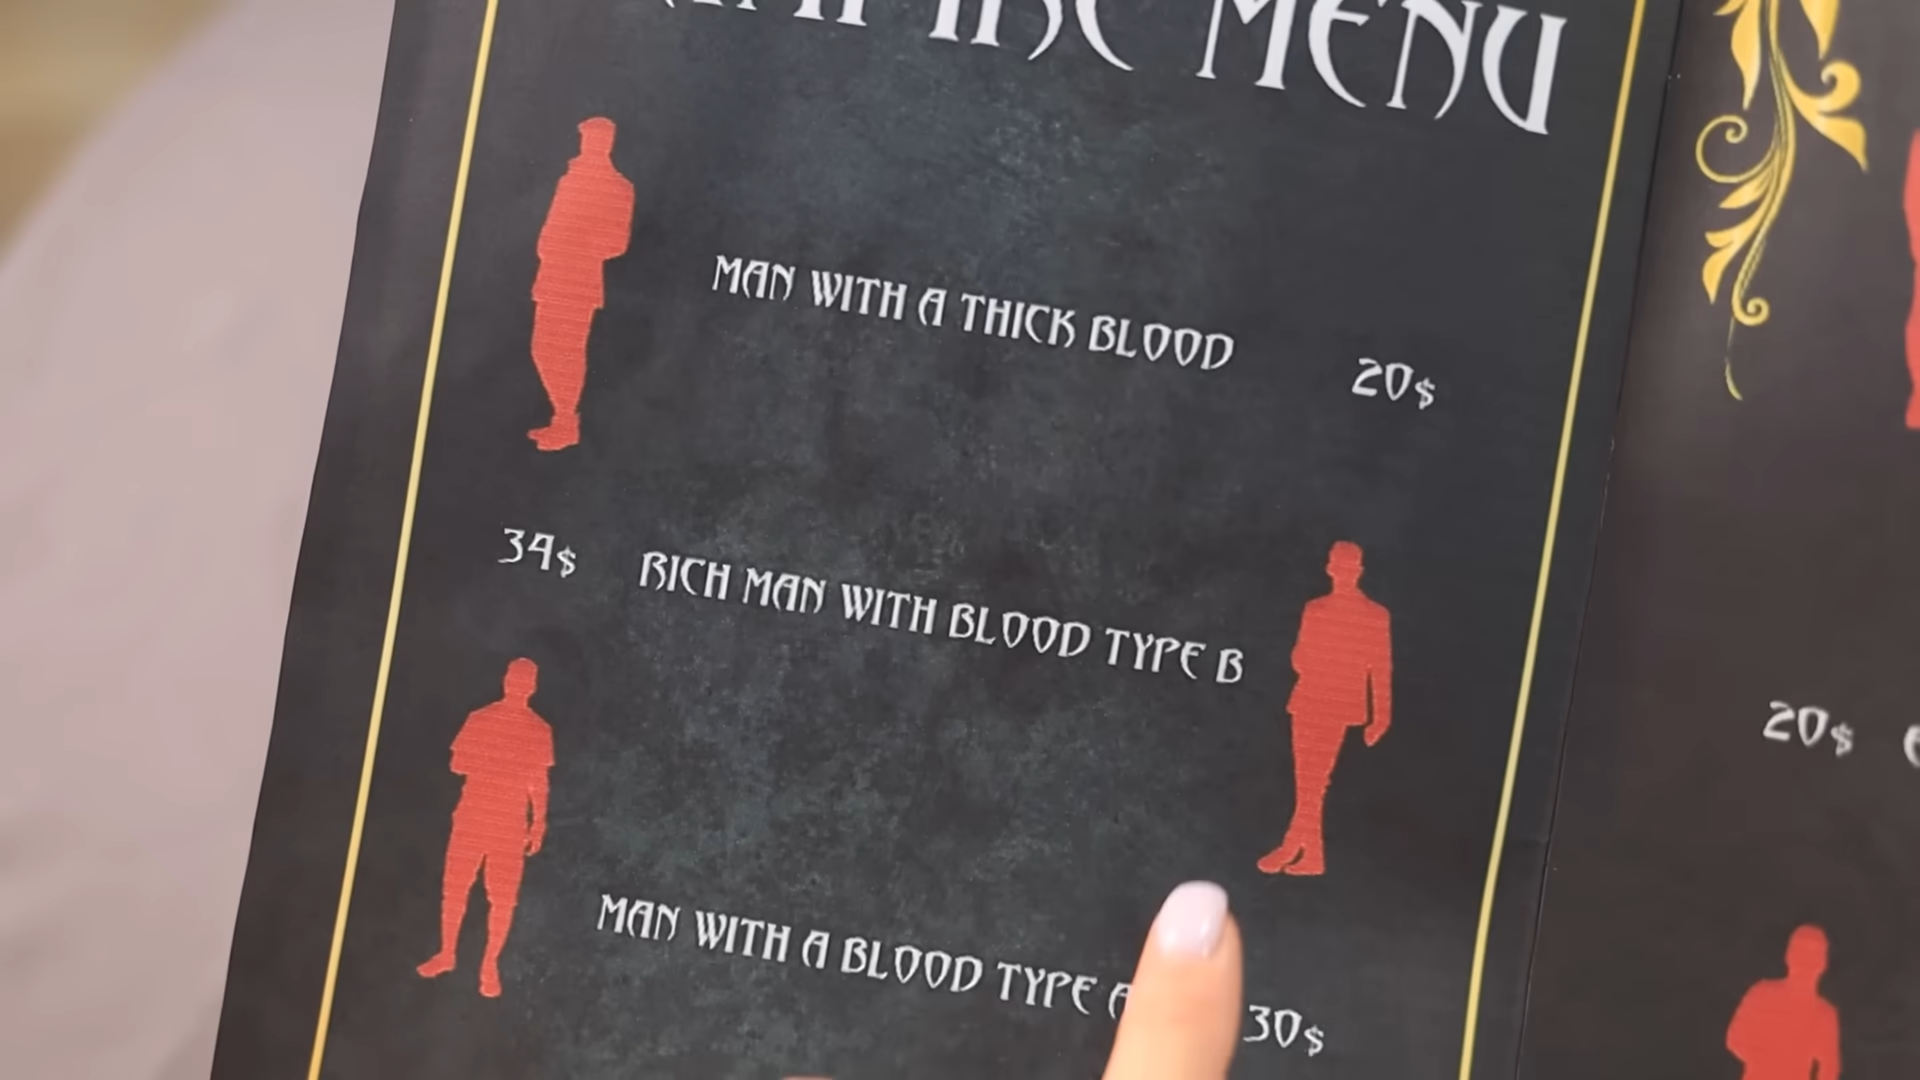 MENU
MAN WITH A THICK BLOOD 20$
34$ RICH MAN WITH BLOOD TYPE B
MAN WITH A BLOOD TYPE 30$
20$